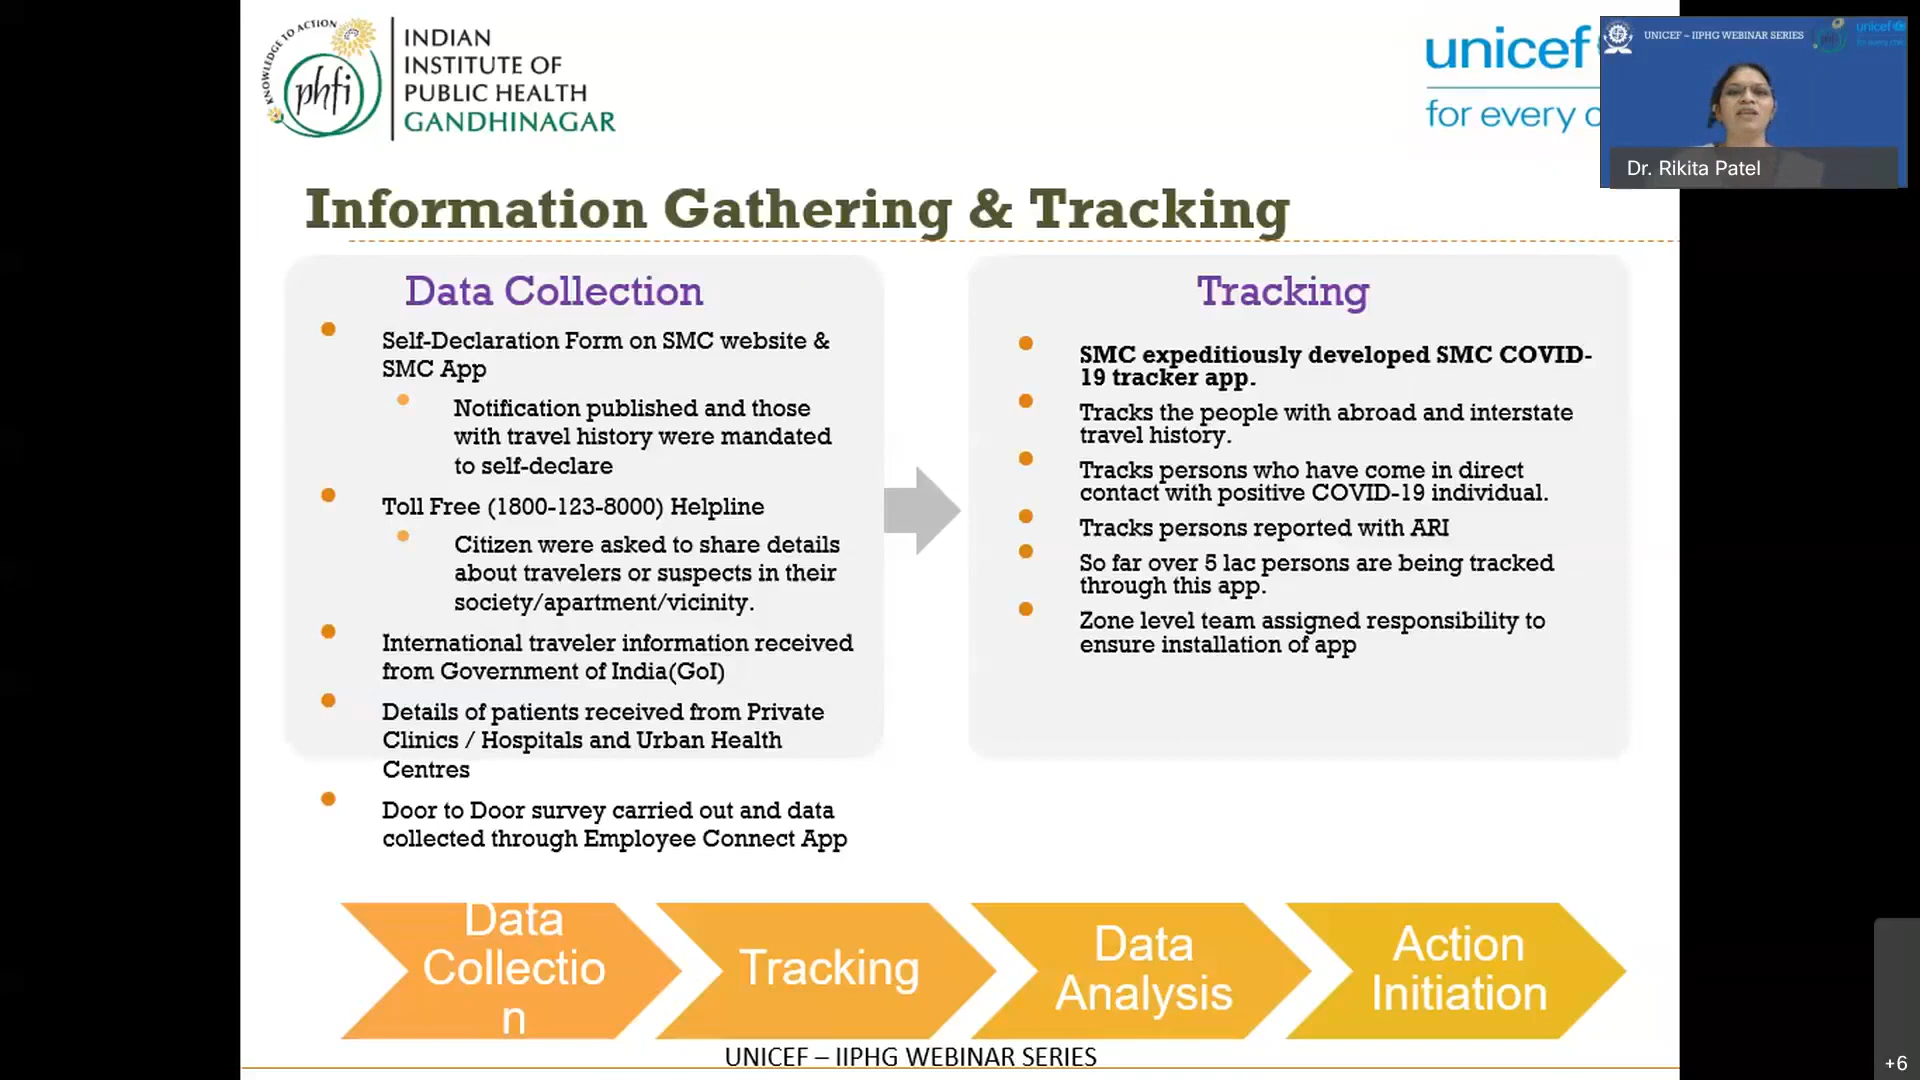 KNOWLEDGE TO ACTION
phfi
INDIAN
INSTITUTE OF
PUBLIC HEALTH
GANDHINAGAR
unicef
for every c
UNICEF – IIPHG WEBINAR SERIES
unicef
Dr. Rikita Patel
Information Gathering & Tracking
Data Collection
Self-Declaration Form on SMC website &
SMC App
Notification published and those
with travel history were mandated
to self-declare
Toll Free (1800-123-8000) Helpline
Citizen were asked to share details
about travelers or suspects in their
society/apartment/vicinity.
International traveler information received
from Government of India(GoI)
Details of patients received from Private
Clinics / Hospitals and Urban Health
Centres
Door to Door survey carried out and data
collected through Employee Connect App
Tracking
SMC expeditiously developed SMC COVID-
19 tracker app.
Tracks the people with abroad and interstate
travel history.
Tracks persons who have come in direct
contact with positive COVID-19 individual.
Tracks persons reported with ARI
So far over 5 lac persons are being tracked
through this app.
Zone level team assigned responsibility to
ensure installation of app
Data
Collectio
n
Tracking
Data
Analysis
Action
Initiation
UNICEF – IIPHG WEBINAR SERIES
+6